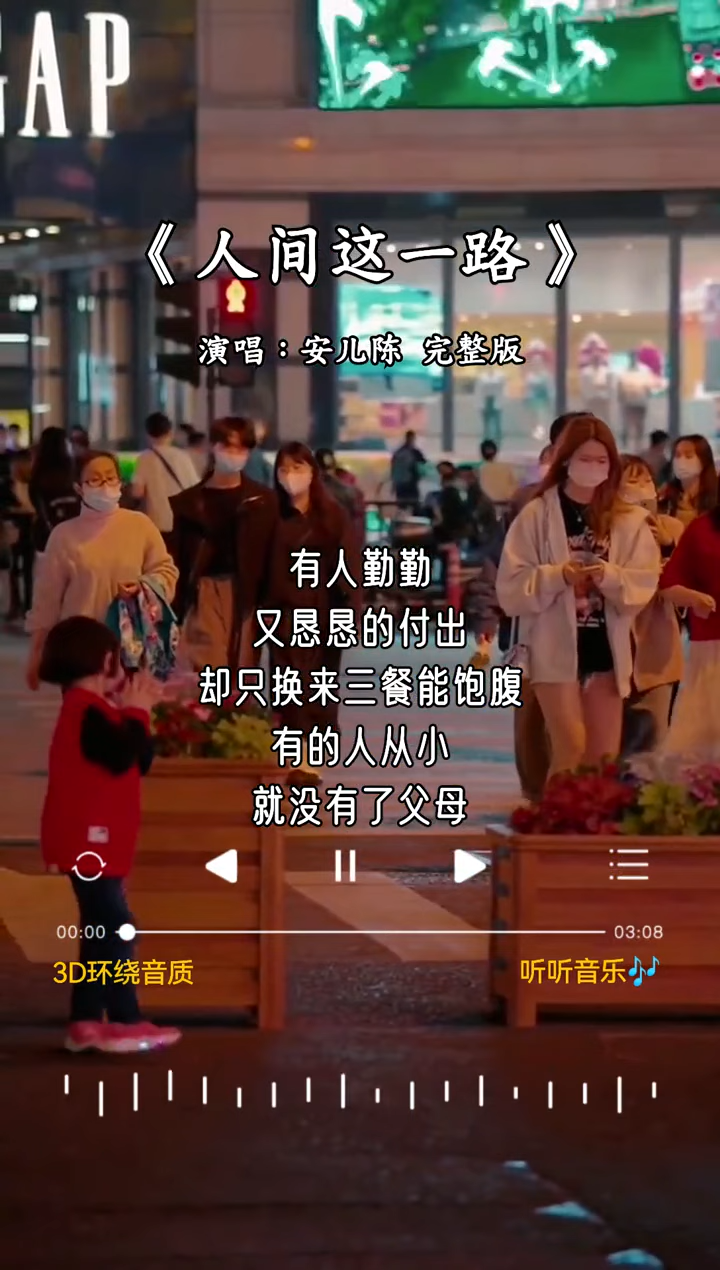 GAP
《人间这一路》
演唱：安儿陈 完整版
有人勤勤
又恳恳的付出
却只换来三餐能饱腹
有的人从小
就没有了父母
00:00
03:08
3D环绕音质
听听音乐🎶